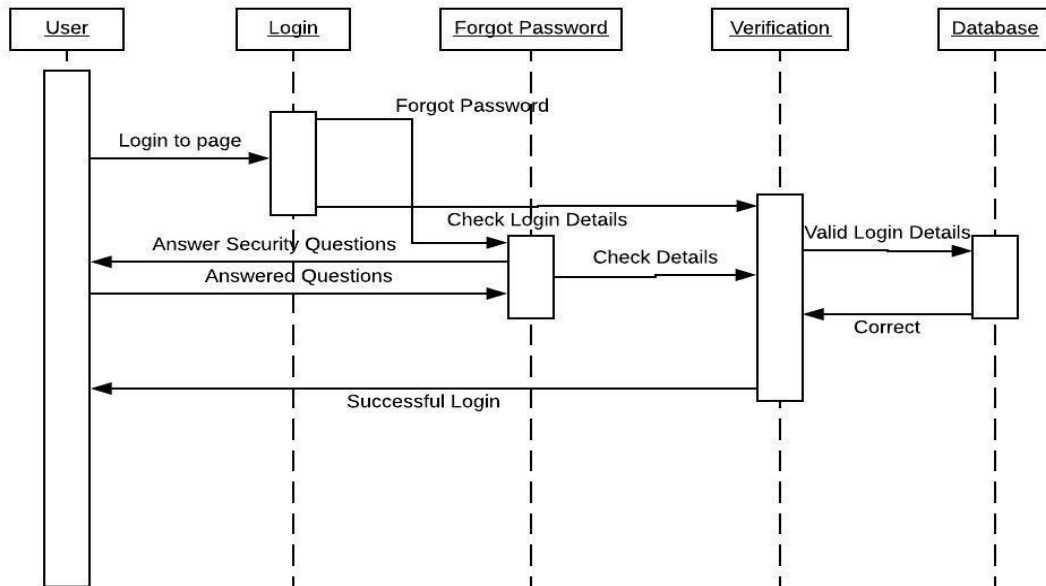 User
Login
Forgot Password
Verification
Database
Forgot Password
Login to page
Check Login Details
Valid Login Details
Answer Security Questions
Check Details
Answered Questions
Correct
Successful Login